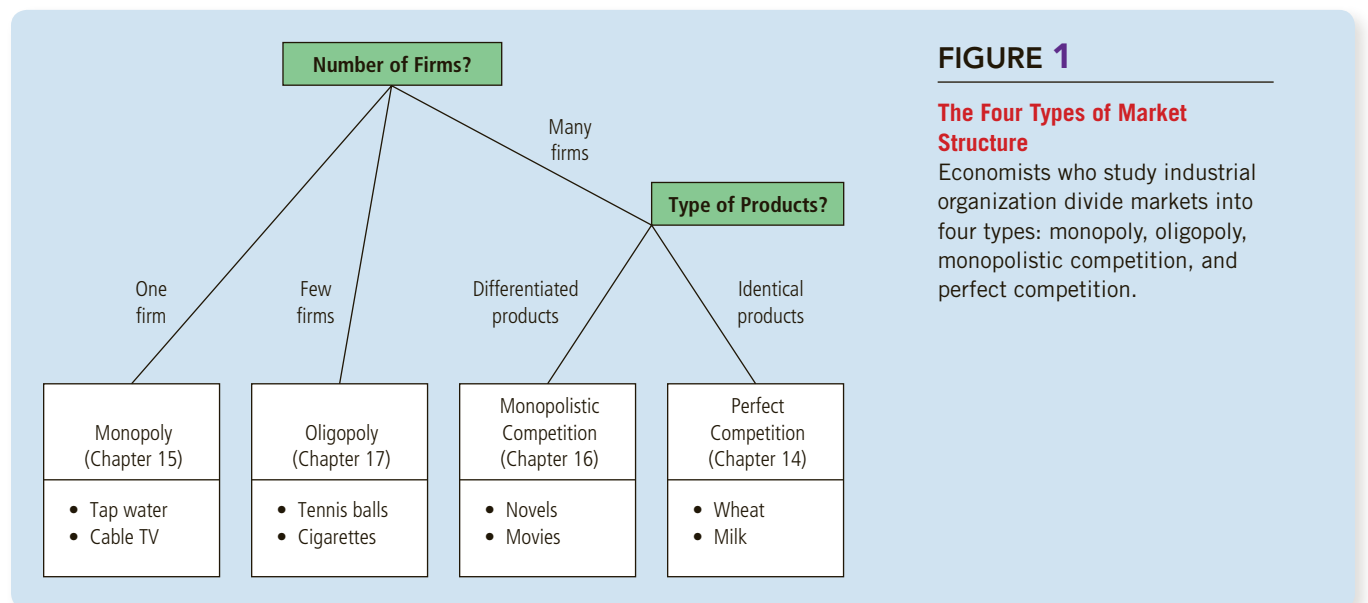 Number of Firms?
Many
firms
Type of Products?
One
firm
Few
firms
Differentiated
products
Identical
products
Monopoly
(Chapter 15)
• Tap water
• Cable TV
Oligopoly
(Chapter 17)
• Tennis balls
• Cigarettes
Monopolistic
Competition
(Chapter 16)
• Novels
• Movies
Perfect
Competition
(Chapter 14)
• Wheat
• Milk
FIGURE 1
The Four Types of Market
Structure
Economists who study industrial
organization divide markets into
four types: monopoly, oligopoly,
monopolistic competition, and
perfect competition.